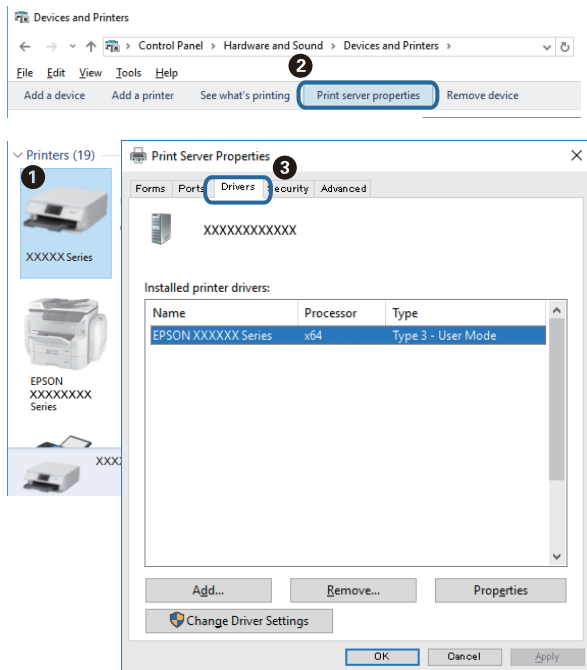 Devices and Printers
Control Panel > Hardware and Sound > Devices and Printers >
2
File Edit View Tools Help
Add a device Add a printer See what's printing Print server properties Remove device
Printers (19)
1
XXXXX Series
EPSON
XXXXXXXX
Series
XXX
Print Server Properties
3
Forms Ports Drivers Security Advanced
XXXXXXXXXXXX
Installed printer drivers:
Name Processor Type
EPSON XXXXXX Series x64 Type 3 - User Mode
Add... Remove... Properties
Change Driver Settings
OK Cancel Apply